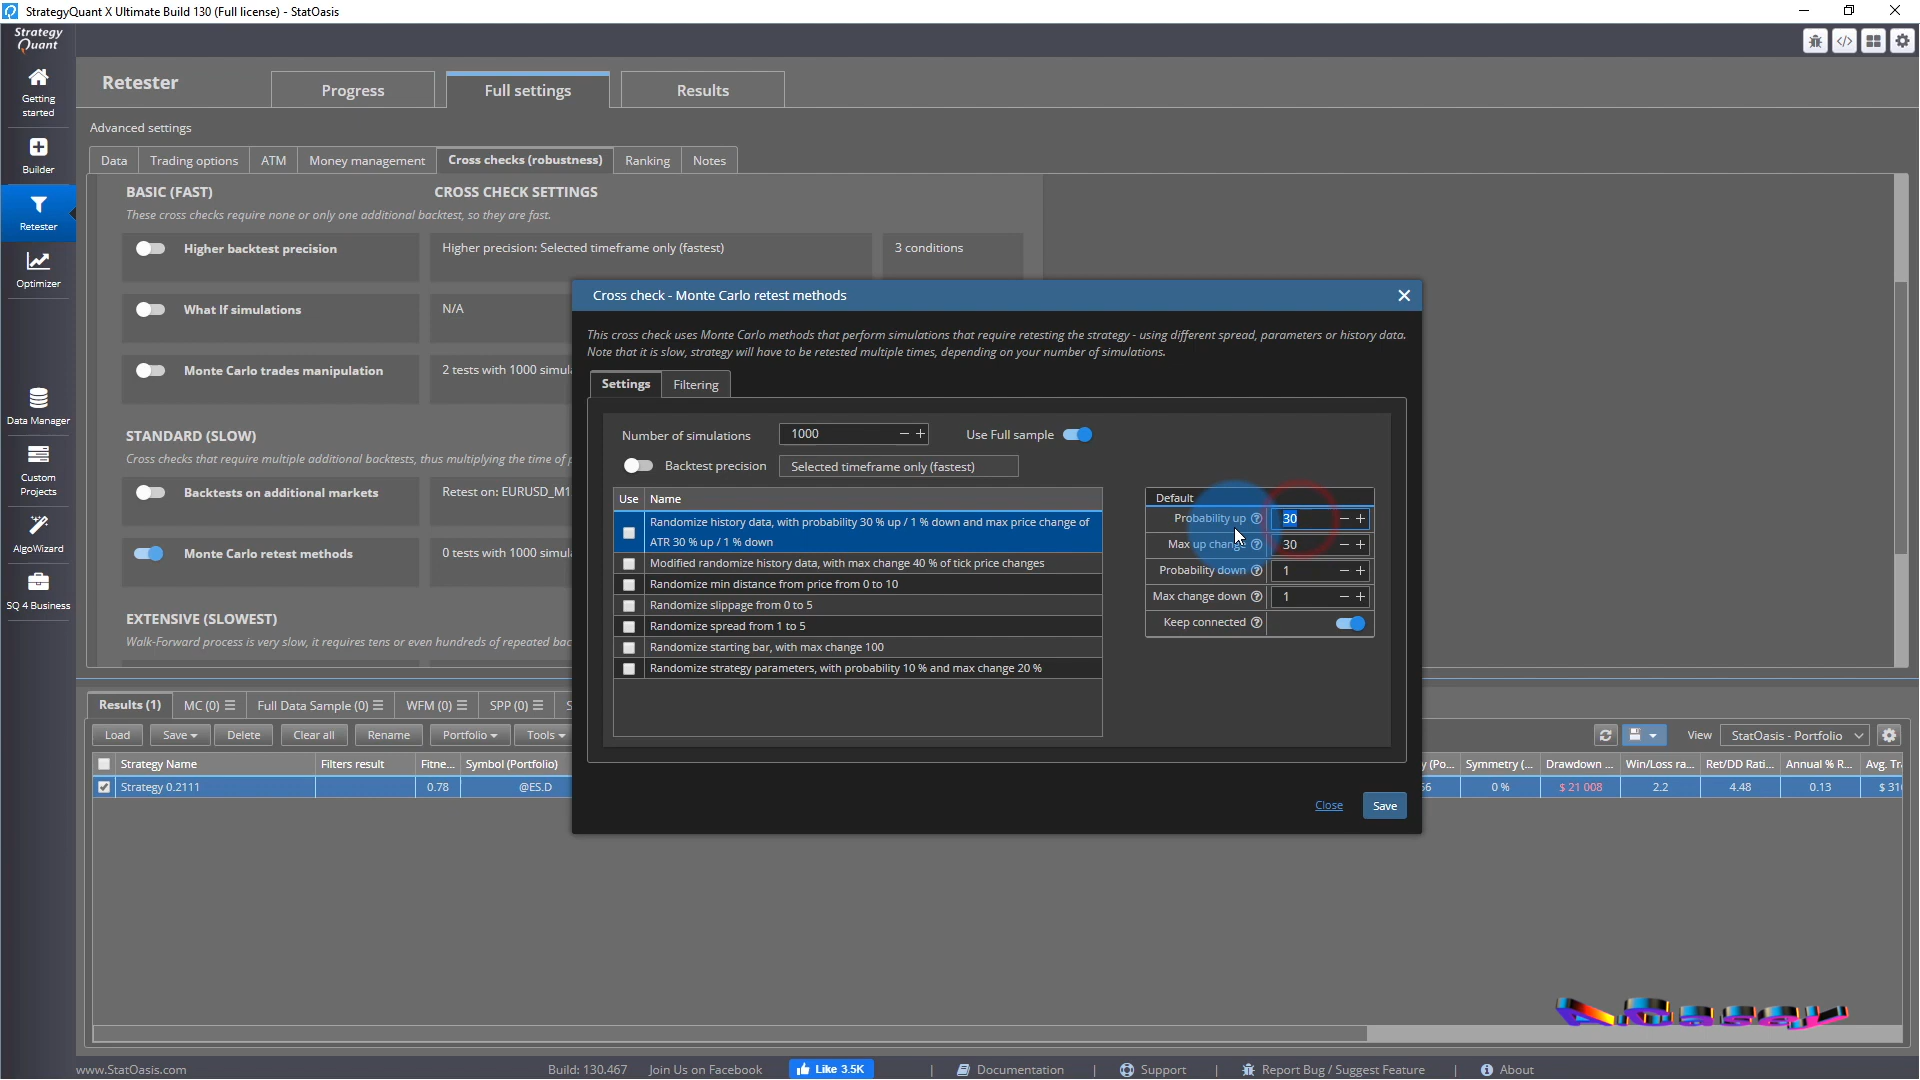 StrategyQuant X Ultimate Build 130 (Full license) - StatOasis
Strategy
Quant
Getting
started
Builder
Retester
Optimizer
Data Manager
Custom
Projects
AlgoWizard
SQ 4 Business
Retester
Progress
Full settings
Results
Advanced settings
Data
Trading options
ATM
Money management
Cross checks (robustness)
Ranking
Notes
BASIC (FAST)
CROSS CHECK SETTINGS
These cross checks require none or only one additional backtest, so they are fast.
Higher backtest precision
Higher precision: Selected timeframe only (fastest)
3 conditions
What If simulations
N/A
Monte Carlo trades manipulation
2 tests with 1000 simul
STANDARD (SLOW)
Cross checks that require multiple additional backtests, thus multiplying the time of
Backtests on additional markets
Retest on: EURUSD_M1
Monte Carlo retest methods
0 tests with 1000 simul
EXTENSIVE (SLOWEST)
Walk-Forward process is very slow, it requires tens or even hundreds of repeated bac
Cross check - Monte Carlo retest methods
This cross check uses Monte Carlo methods that perform simulations that require retesting the strategy - using different spread, parameters or history data.
Note that it is slow, strategy will have to be retested multiple times, depending on your number of simulations.
Settings
Filtering
Number of simulations
1000
Use Full sample
Backtest precision
Selected timeframe only (fastest)
Use
Name
Randomize history data, with probability 30 % up / 1 % down and max price change of
ATR 30 % up / 1 % down
Modified randomize history data, with max change 40 % of tick price changes
Randomize min distance from price from 0 to 10
Randomize slippage from 0 to 5
Randomize spread from 1 to 5
Randomize starting bar, with max change 100
Randomize strategy parameters, with probability 10 % and max change 20 %
Default
Probability up
30
Max up change
30
Probability down
1
Max change down
1
Keep connected
Close
Save
Results (1)
MC (0)
Full Data Sample (0)
WFM (0)
SPP (0)
S
Load
Save
Delete
Clear all
Rename
Portfolio
Tools
View
StatOasis - Portfolio
Strategy Name
Filters result
Fitne...
Symbol (Portfolio)
y (Po...
Symmetry (...
Drawdown ...
Win/Loss ra...
Ret/DD Rati...
Annual % R...
Avg. Tr
Strategy 0.2111
0.78
@ES.D
0 %
$ 21 008
2.2
4.48
0.13
$ 31
www.StatOasis.com
Build: 130.467
Join Us on Facebook
Like 3.5K
Documentation
Support
Report Bug / Suggest Feature
About